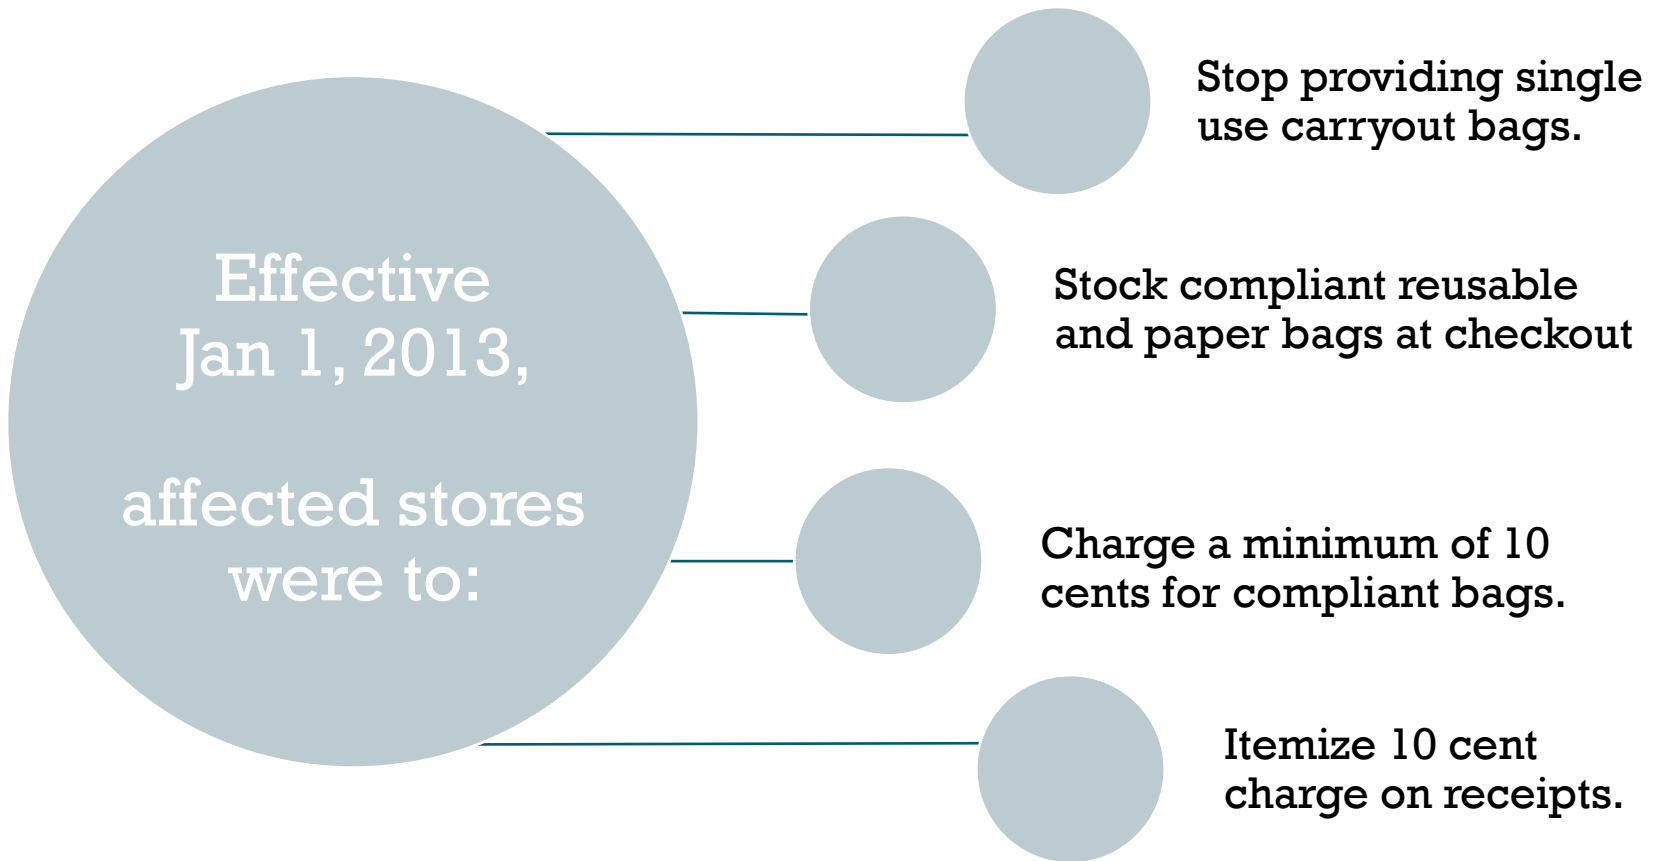 Effective
Jan 1, 2013,
affected stores
were to:
Stop providing single
use carryout bags.
Stock compliant reusable
and paper bags at checkout
Charge a minimum of 10
cents for compliant bags.
Itemize 10 cent
charge on receipts.